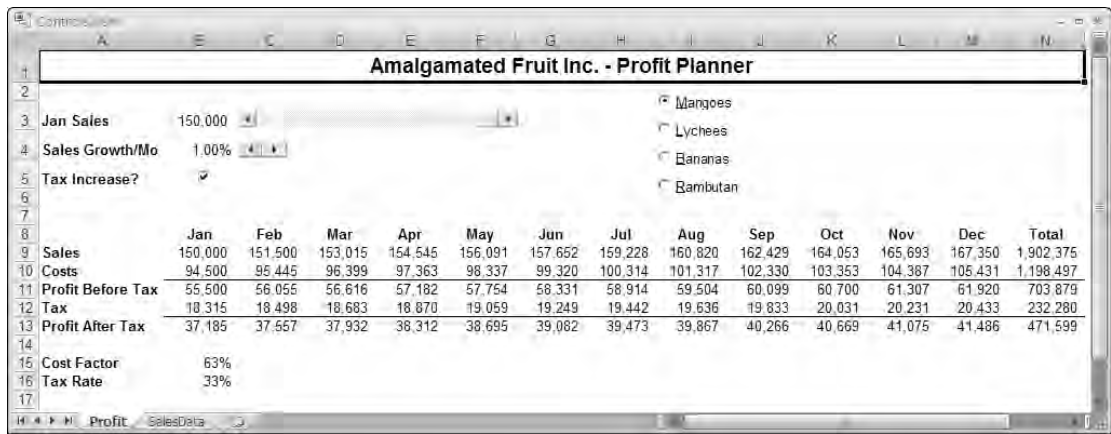 Controls.xlsm
A B C D E F G H I J K L M N
1 Amalgamated Fruit Inc. - Profit Planner
2
Mangoes
3 Jan Sales 150,000
Lychees
4 Sales Growth/Mo 1.00%
Bananas
5 Tax Increase?
Rambutan
6
7
8 Jan Feb Mar Apr May Jun Jul Aug Sep Oct Nov Dec Total
9 Sales 150,000 151,500 153,015 154,545 156,091 157,652 159,228 160,820 162,429 164,053 165,693 167,350 1,902,375
10 Costs 94,500 95,445 96,399 97,363 98,337 99,320 100,314 101,317 102,330 103,353 104,387 105,431 1,198,497
11 Profit Before Tax 55,500 56,055 56,616 57,182 57,754 58,331 58,914 59,504 60,099 60,700 61,307 61,920 703,879
12 Tax 18,315 18,498 18,683 18,870 19,059 19,249 19,442 19,636 19,833 20,031 20,231 20,433 232,280
13 Profit After Tax 37,185 37,557 37,932 38,312 38,695 39,082 39,473 39,867 40,266 40,669 41,075 41,486 471,599
14
15 Cost Factor 63%
16 Tax Rate 33%
17
Profit SalesData